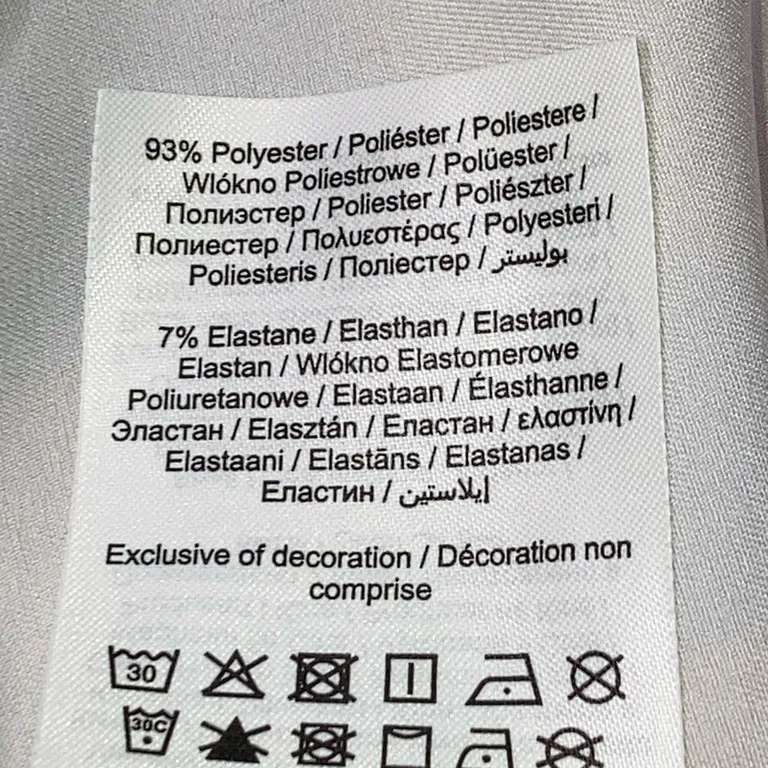 93% Polyester / Poliéster / Poliestere /
Wlókno Poliestrowe / Polüester /
Полиэстер / Poliester / Poliészter /
Полиестер / Πολυεστέρας / Polyesteri /
Poliesteris / Поліестер / بوليستر
7% Elastane / Elasthan / Elastano /
Elastan / Wlókno Elastomerowe
Poliuretanowe / Elastaan / Élasthanne /
Эластан / Elasztán / Еластан / ελαστίνη /
Elastaani / Elastāns / Elastanas /
Еластин / إيلاستين
Exclusive of decoration / Décoration non
comprise
30
30C